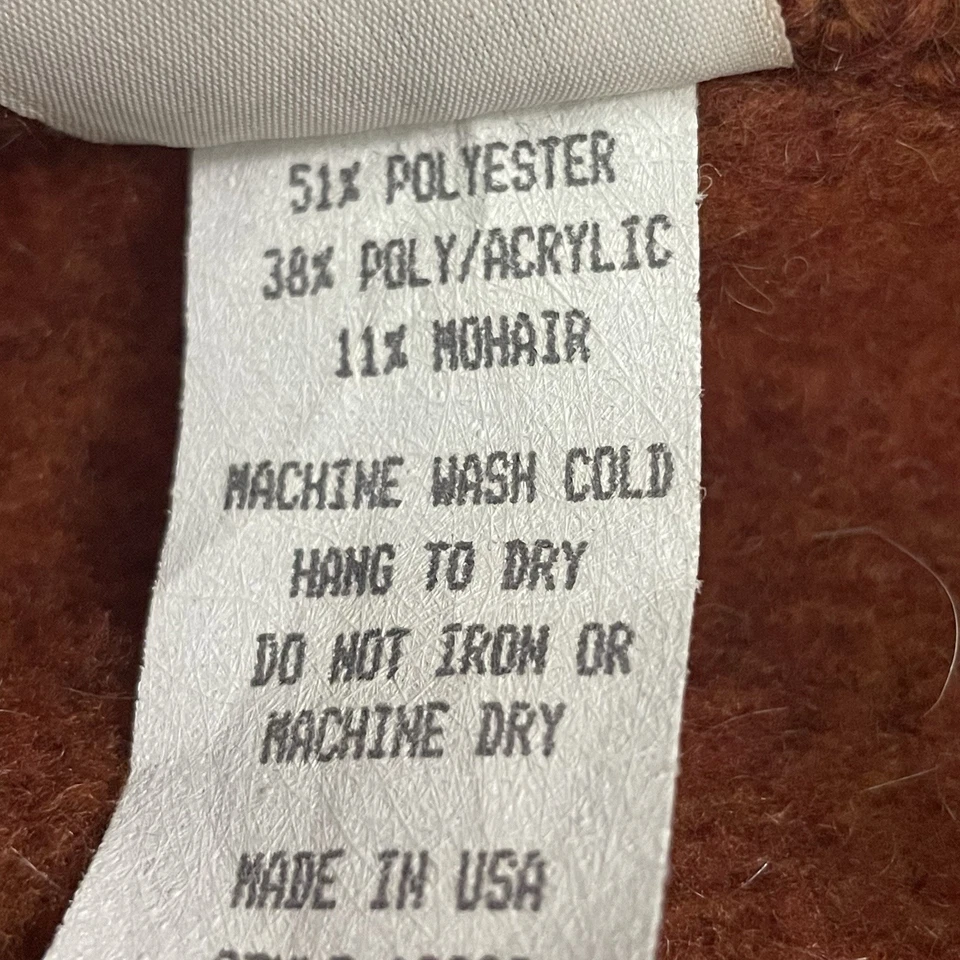 51% POLYESTER
38% POLY/ACRYLIC
11% MOHAIR
MACHINE WASH COLD
HANG TO DRY
DO NOT IRON OR
MACHINE DRY
MADE IN USA